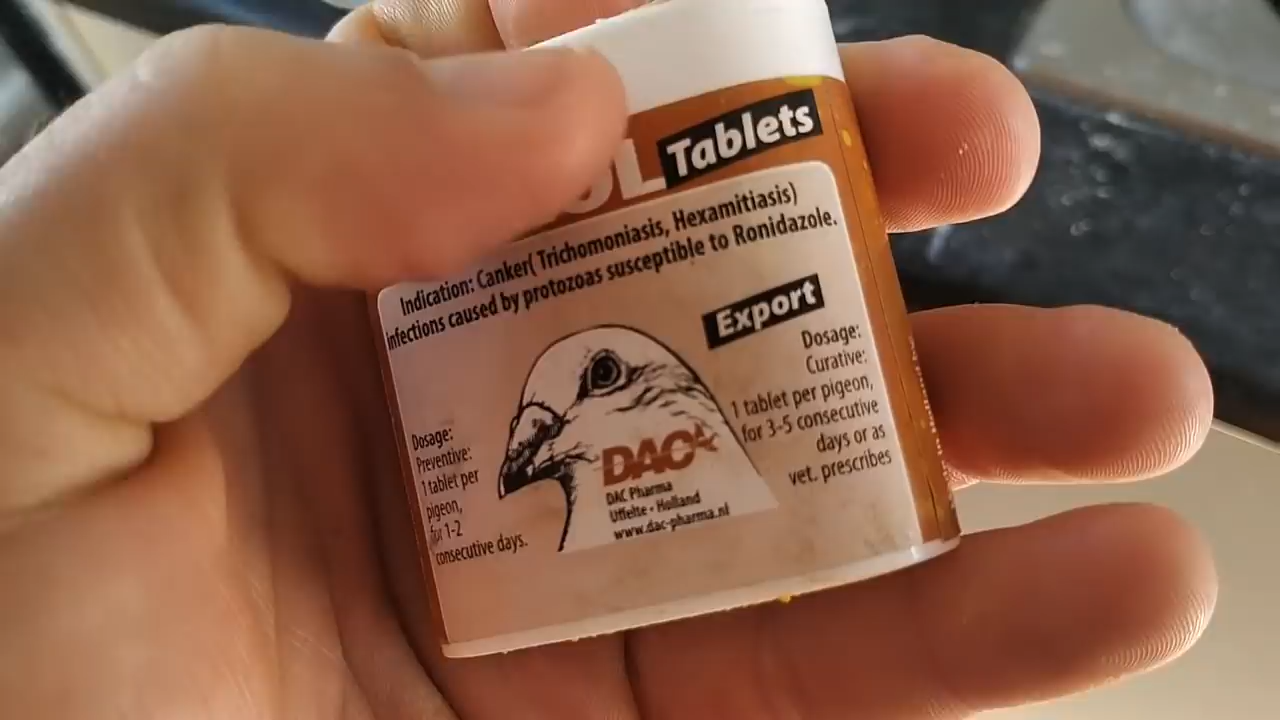 Tablets
Indication: Canker( Trichomoniasis, Hexamitiasis)
infections caused by protozoas susceptible to Ronidazole.
Export
Dosage:
Curative:
1 tablet per pigeon,
for 3-5 consecutive
days or as
vet. prescribes
Dosage:
Preventive:
1 tablet per
pigeon,
for 1-2
consecutive days.
DAC
DAC Pharma
Uffelte - Holland
www.dac-pharma.nl